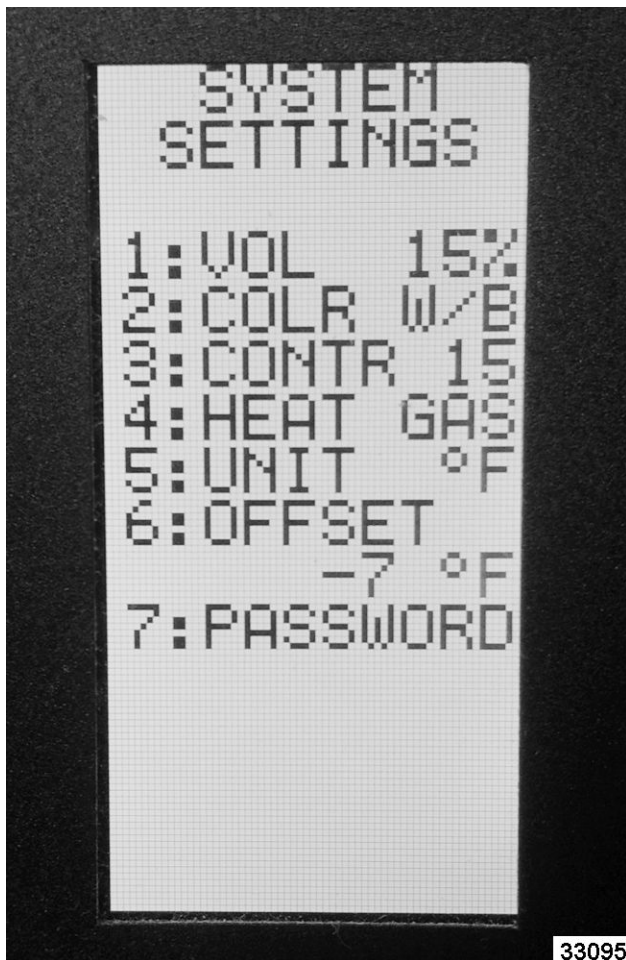 SYSTEM
SETTINGS
1:VOL 15%
2:COLR W/B
3:CONTR 15
4:HEAT GAS
5:UNIT °F
6:OFFSET
-7 °F
7:PASSWORD
33095